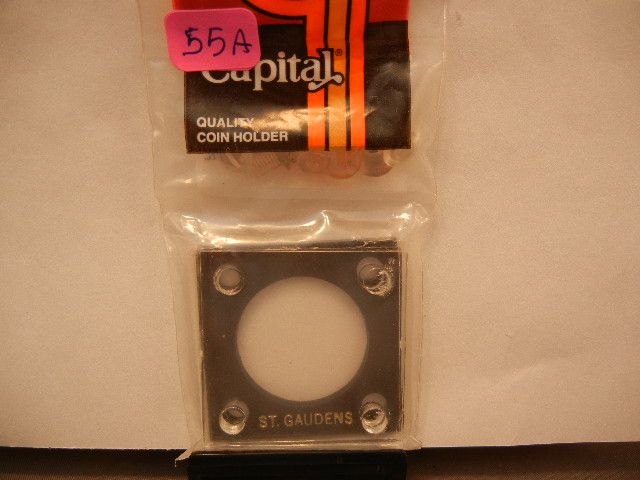 55A
Capital®
QUALITY
COIN HOLDER
ST. GAUDENS